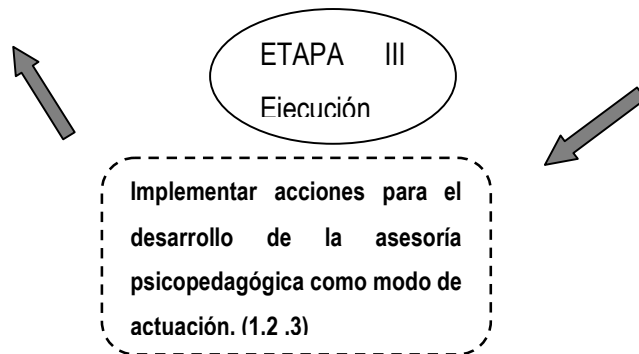 ETAPA III
Ejecución
Implementar acciones para el
desarrollo de la asesoría
psicopedagógica como modo de
actuación. (1,2 ,3)